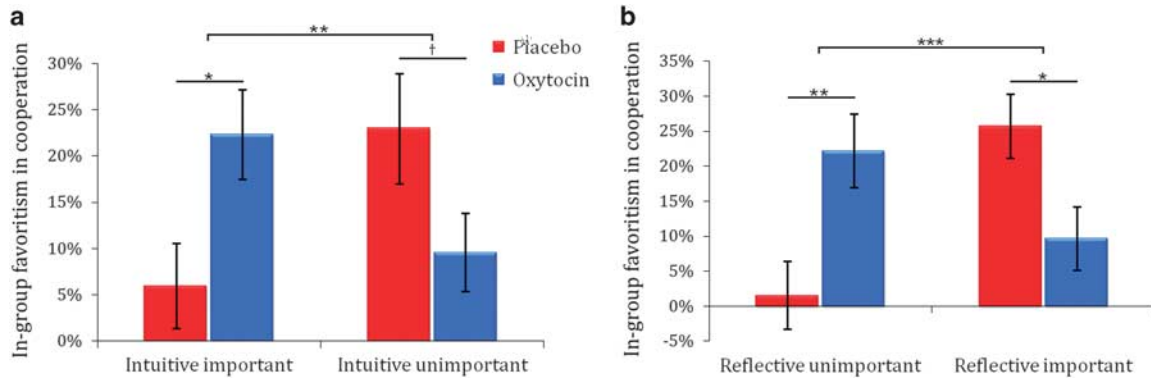 a
In-group favoritism in cooperation
30%
25%
20%
15%
10%
5%
0%
**
*
†
Placebo
Oxytocin
Intuitive important
Intuitive unimportant
b
In-group favoritism in cooperation
35%
30%
25%
20%
15%
10%
5%
0%
-5%
***
**
*
Reflective unimportant
Reflective important